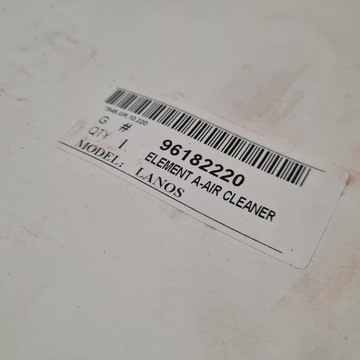 G # 96182220
QTY 1. ELEMENT A-AIR CLEANER
MODEL: LANOS